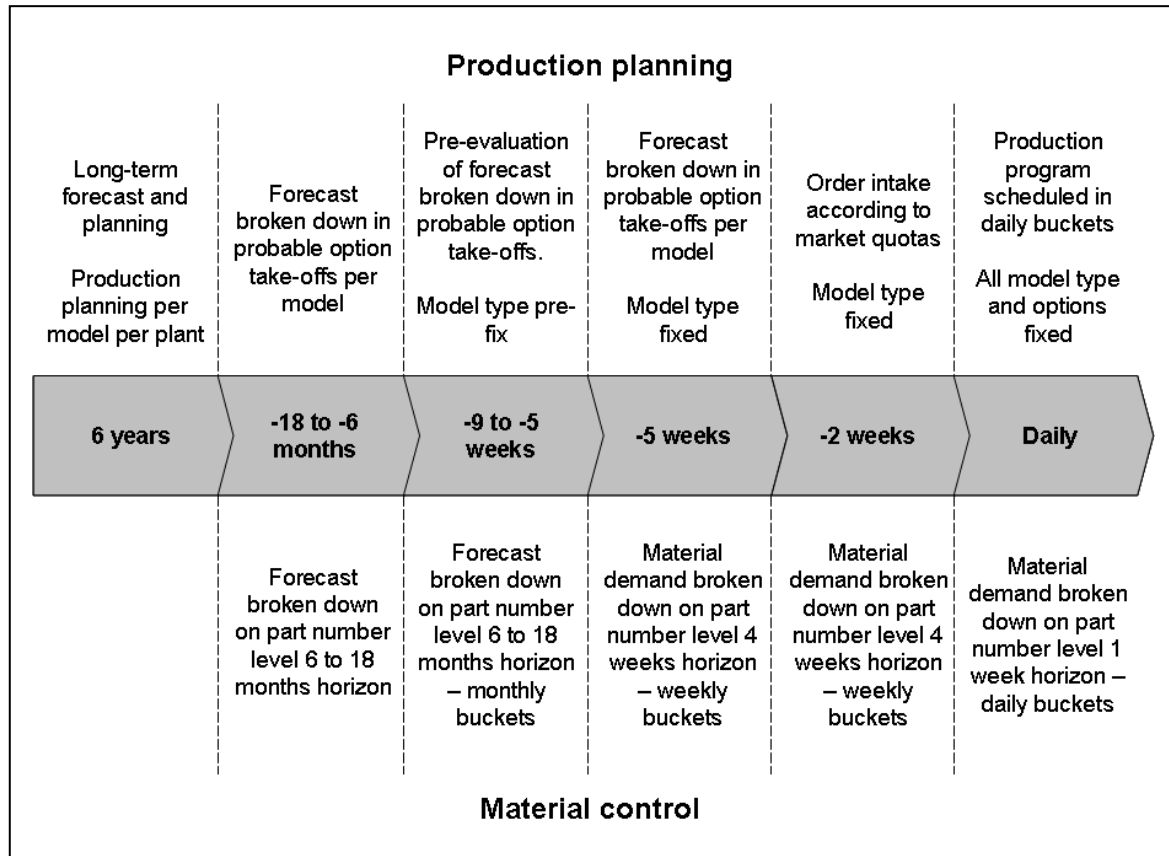 Production planning
Long-term
forecast and
planning
Production
planning per
model per plant
Forecast
broken down in
probable option
take-offs per
model
Pre-evaluation
of forecast
broken down in
probable option
take-offs.
Model type pre-
fix
Forecast
broken down in
probable option
take-offs per
model
Model type
fixed
Order intake
according to
market quotas
Model type
fixed
Production
program
scheduled in
daily buckets
All model type
and options
fixed
6 years
-18 to -6
months
-9 to -5
weeks
-5 weeks
-2 weeks
Daily
Forecast
broken down
on part number
level 6 to 18
months horizon
Forecast
broken down
on part number
level 6 to 18
months horizon
– monthly
buckets
Material
demand broken
down on part
number level 4
weeks horizon
– weekly
buckets
Material
demand broken
down on part
number level 4
weeks horizon
– weekly
buckets
Material
demand broken
down on part
number level 1
week horizon –
daily buckets
Material control